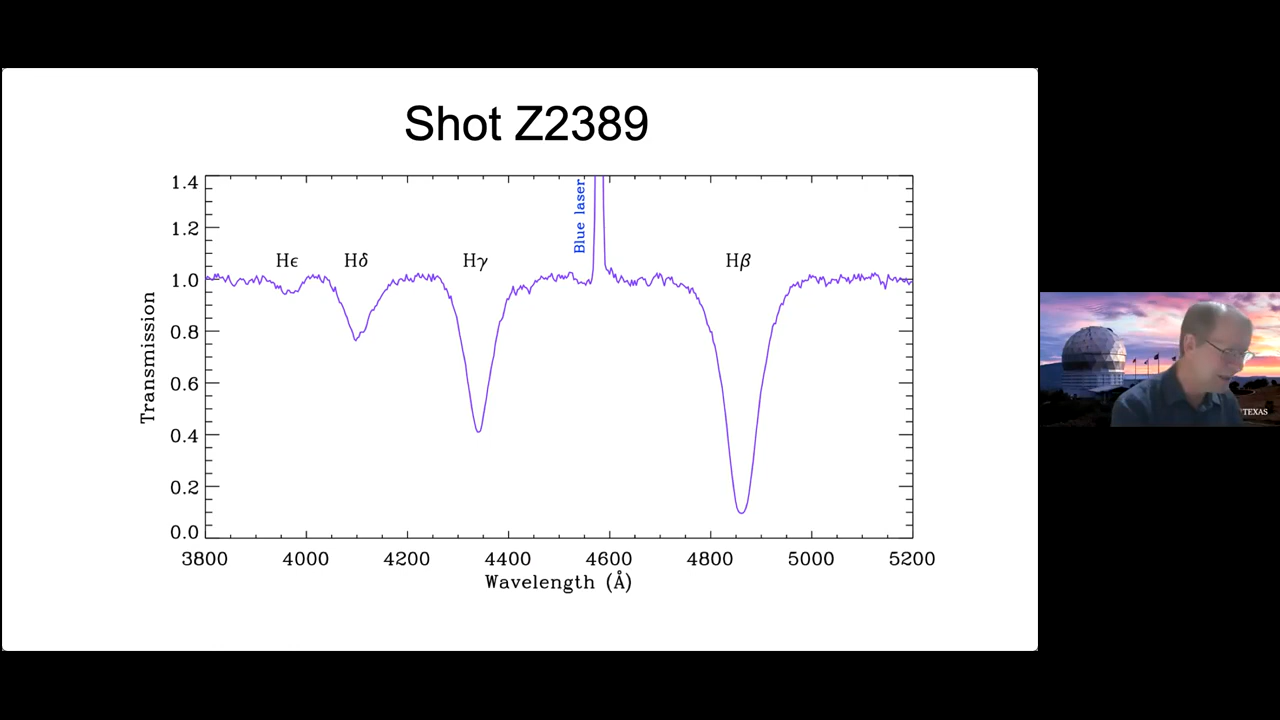 Shot Z2389
1.4
1.2
1.0
0.8
0.6
0.4
0.2
0.0
Transmission
Hϵ
Hδ
Hγ
Blue laser
Hβ
3800 4000 4200 4400 4600 4800 5000 5200
Wavelength (Å)
TEXAS